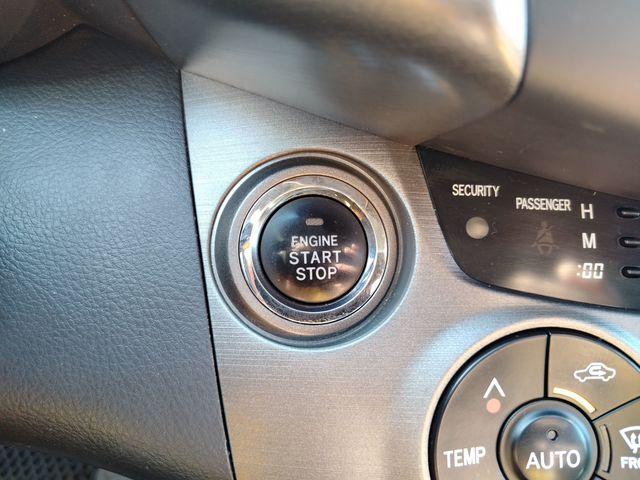 ENGINE
START
STOP
SECURITY
PASSENGER
H
M
:00
TEMP
AUTO